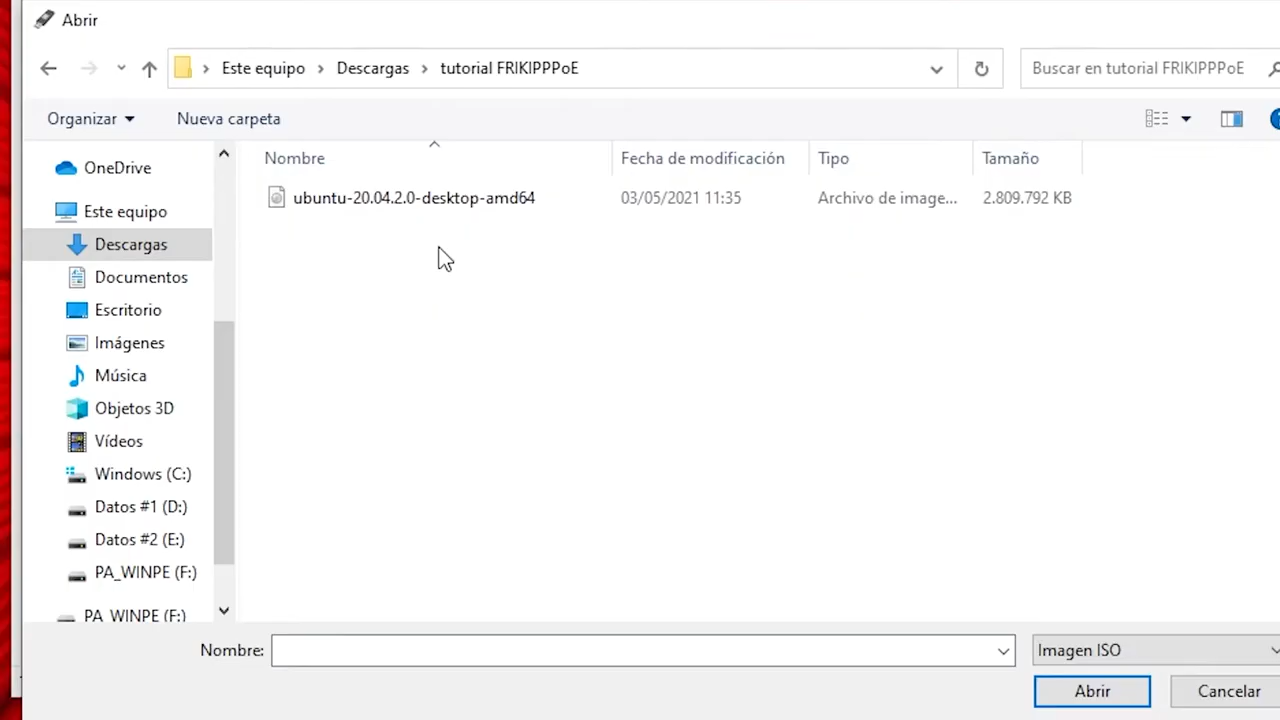 Abrir
Este equipo > Descargas > tutorial FRIKIPPPoE
Buscar en tutorial FRIKIPPPoE
Organizar
Nueva carpeta
Nombre
Fecha de modificación
Tipo
Tamaño
ubuntu-20.04.2.0-desktop-amd64
03/05/2021 11:35
Archivo de image...
2.809.792 KB
OneDrive
Este equipo
Descargas
Documentos
Escritorio
Imágenes
Música
Objetos 3D
Vídeos
Windows (C:)
Datos #1 (D:)
Datos #2 (E:)
PA_WINPE (F:)
PA_WINPE (F:)
Nombre:
Imagen ISO
Abrir
Cancelar